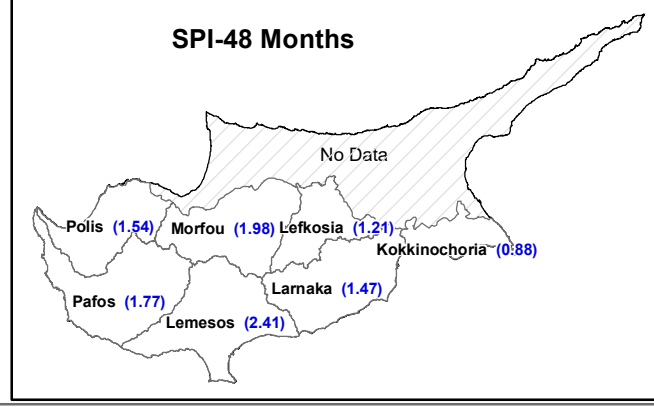 SPI-48 Months
No Data
Polis (1.54)
Morfou (1.98)
Lefkosia (1.21)
Kokkinochoria (0.88)
Pafos (1.77)
Larnaka (1.47)
Lemesos (2.41)